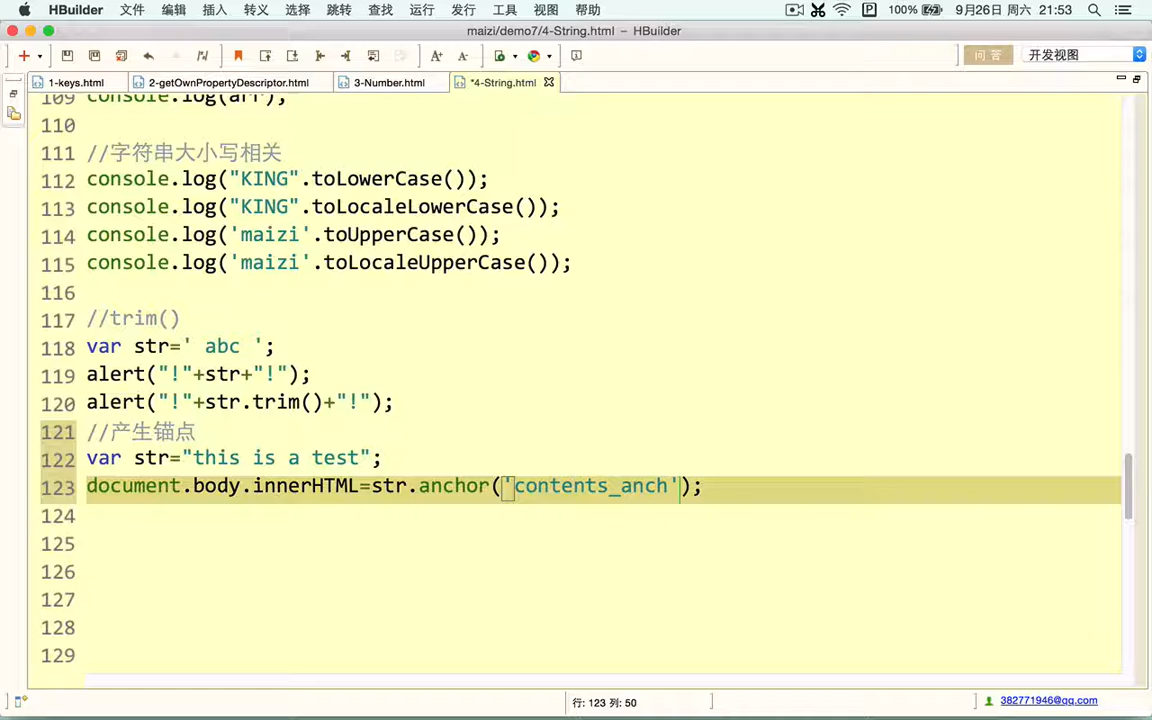 HBuilder 文件 编辑 插入 转义 选择 跳转 查找 运行 发行 工具 视图 帮助 100% 9月26日 周六 21:53
maizi/demo7/4-String.html – HBuilder
问 答 开发视图
1-keys.html 2-getOwnPropertyDescriptor.html 3-Number.html *4-String.html
109 console.log(arr);
110
111 //字符串大小写相关
112 console.log("KING".toLowerCase());
113 console.log("KING".toLocaleLowerCase());
114 console.log('maizi'.toUpperCase());
115 console.log('maizi'.toLocaleUpperCase());
116
117 //trim()
118 var str=' abc ';
119 alert("!"+str+"!");
120 alert("!"+str.trim()+"!");
121 //产生锚点
122 var str="this is a test";
123 document.body.innerHTML=str.anchor('contents_anch');
124
125
126
127
128
129
行: 123 列: 50 382771946@qq.com